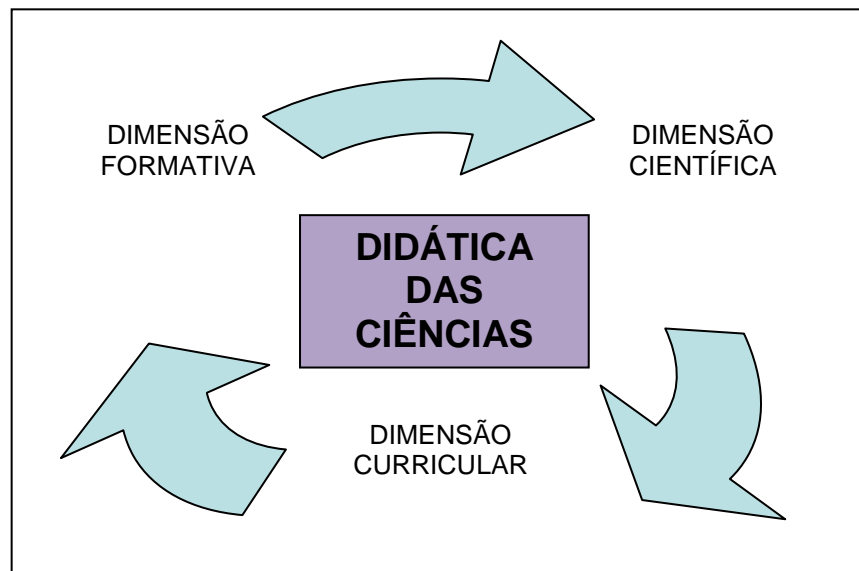 DIMENSÃO
FORMATIVA
DIMENSÃO
CIENTÍFICA
DIDÁTICA
DAS
CIÊNCIAS
DIMENSÃO
CURRICULAR